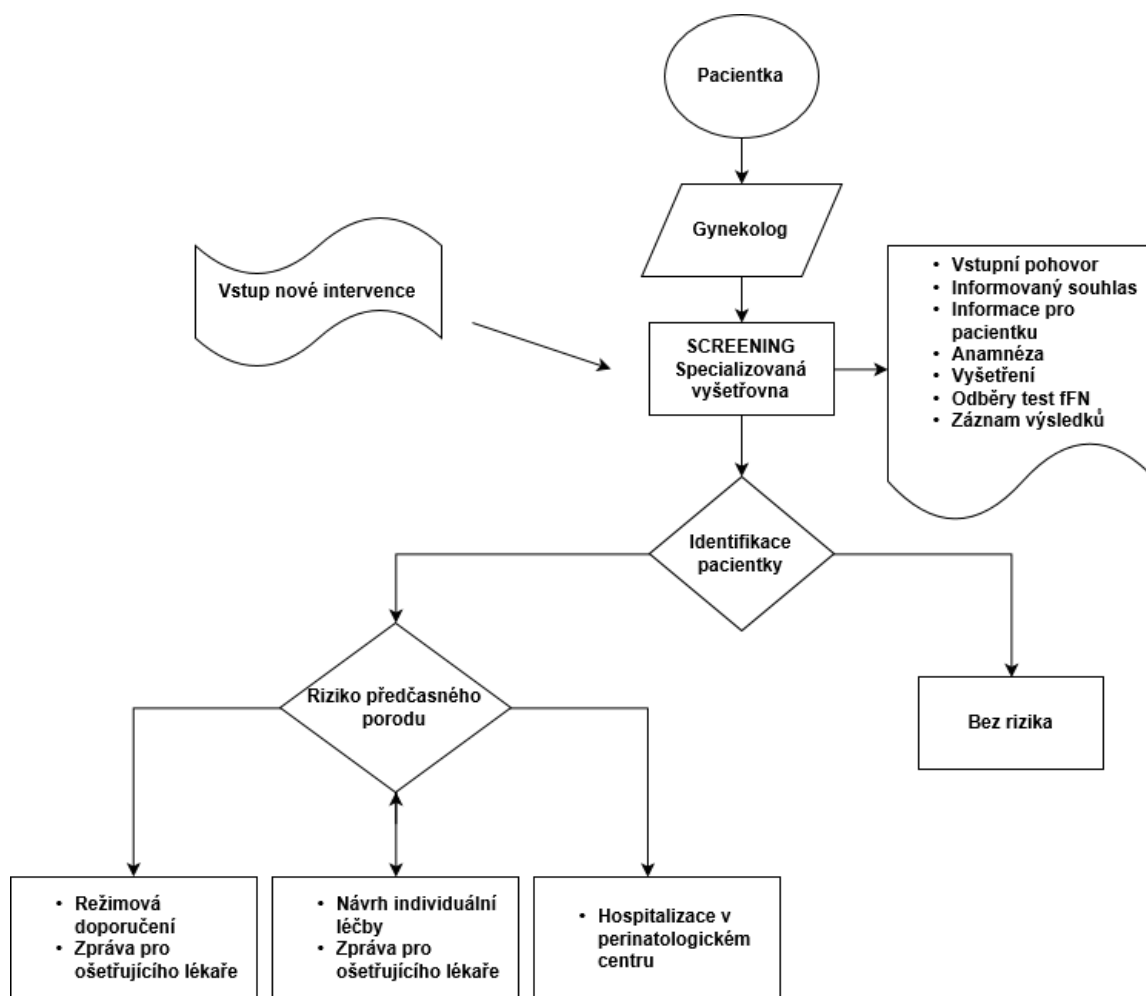 Pacientka
Gynekolog
Vstup nové intervence
SCREENING
Specializovaná
vyšetřovna
• Vstupní pohovor
• Informovaný souhlas
• Informace pro
pacientku
• Anamnéza
• Vyšetření
• Odběry test fFN
• Záznam výsledků
Identifikace
pacientky
Riziko předčasného
porodu
Bez rizika
• Režimová
doporučení
• Zpráva pro
ošetřujícího lékaře
• Návrh individuální
léčby
• Zpráva pro
ošetřujícího lékaře
• Hospitalizace v
perinatologickém
centru